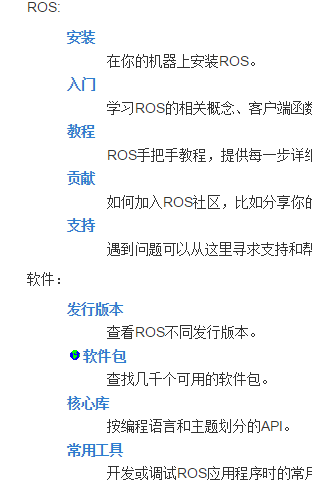 ROS:
安装
在你的机器上安装ROS。
入门
学习ROS的相关概念、客户端函
教程
ROS手把手教程，提供每一步详细
贡献
如何加入ROS社区，比如分享你的
支持
遇到问题可以从这里寻求支持和帮
软件：
发行版本
查看ROS不同发行版本。
软件包
查找几千个可用的软件包。
核心库
按编程语言和主题划分的API。
常用工具
开发或调试ROS应用程序时的常用